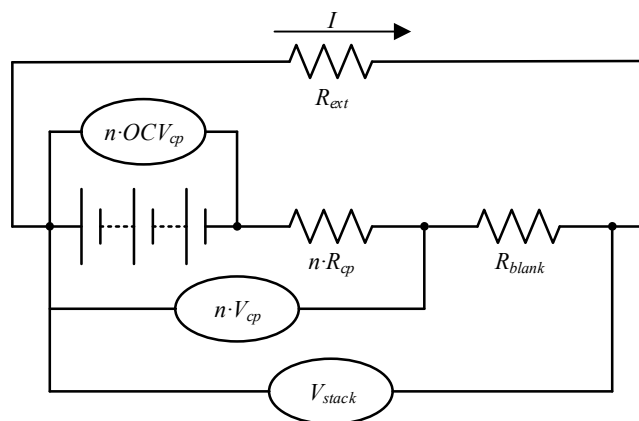 I
R_ext
n·OCV_cp
n·R_cp
R_blank
n·V_cp
V_stack